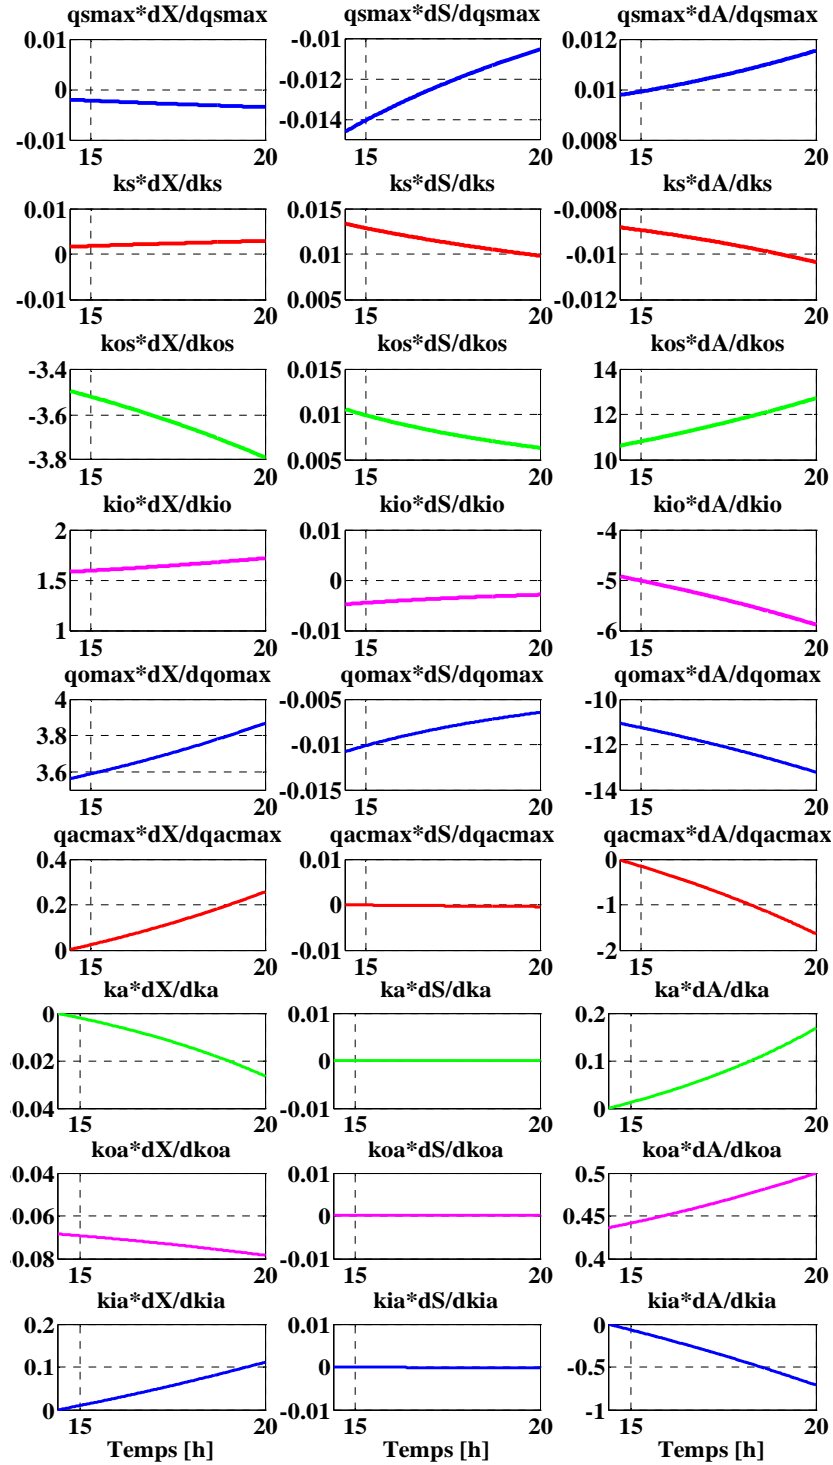 qsmax*dX/dqsmax qsmax*dS/dqsmax qsmax*dA/dqsmax
0.01 -0.01 0.012
0 -0.012 0.01
-0.01 -0.014 0.008
15 20 15 20 15 20
ks*dX/dks ks*dS/dks ks*dA/dks
0.01 0.015 -0.008
0 0.01 -0.01
-0.01 0.005 -0.012
15 20 15 20 15 20
kos*dX/dkos kos*dS/dkos kos*dA/dkos
-3.4 0.015 14
-3.6 0.01 12
-3.8 0.005 10
15 20 15 20 15 20
kio*dX/dkio kio*dS/dkio kio*dA/dkio
2 0.01 -4
1.5 0 -5
1 -0.01 -6
15 20 15 20 15 20
qomax*dX/dqomax qomax*dS/dqomax qomax*dA/dqomax
4 -0.005 -10
3.8 -0.01 -12
3.6 -0.015 -14
15 20 15 20 15 20
qacmax*dX/dqacmax qacmax*dS/dqacmax qacmax*dA/dqacmax
0.4 0.01 0
0.2 0 -1
0 -0.01 -2
15 20 15 20 15 20
ka*dX/dka ka*dS/dka ka*dA/dka
0 0.01 0.2
0.02 0 0.1
0.04 -0.01 0
15 20 15 20 15 20
koa*dX/dkoa koa*dS/dkoa koa*dA/dkoa
0.04 0.01 0.5
0.06 0 0.45
0.08 -0.01 0.4
15 20 15 20 15 20
kia*dX/dkia kia*dS/dkia kia*dA/dkia
0.2 0.01 0
0.1 0 -0.5
0 -0.01 -1
15 20 15 20 15 20
Temps [h] Temps [h] Temps [h]